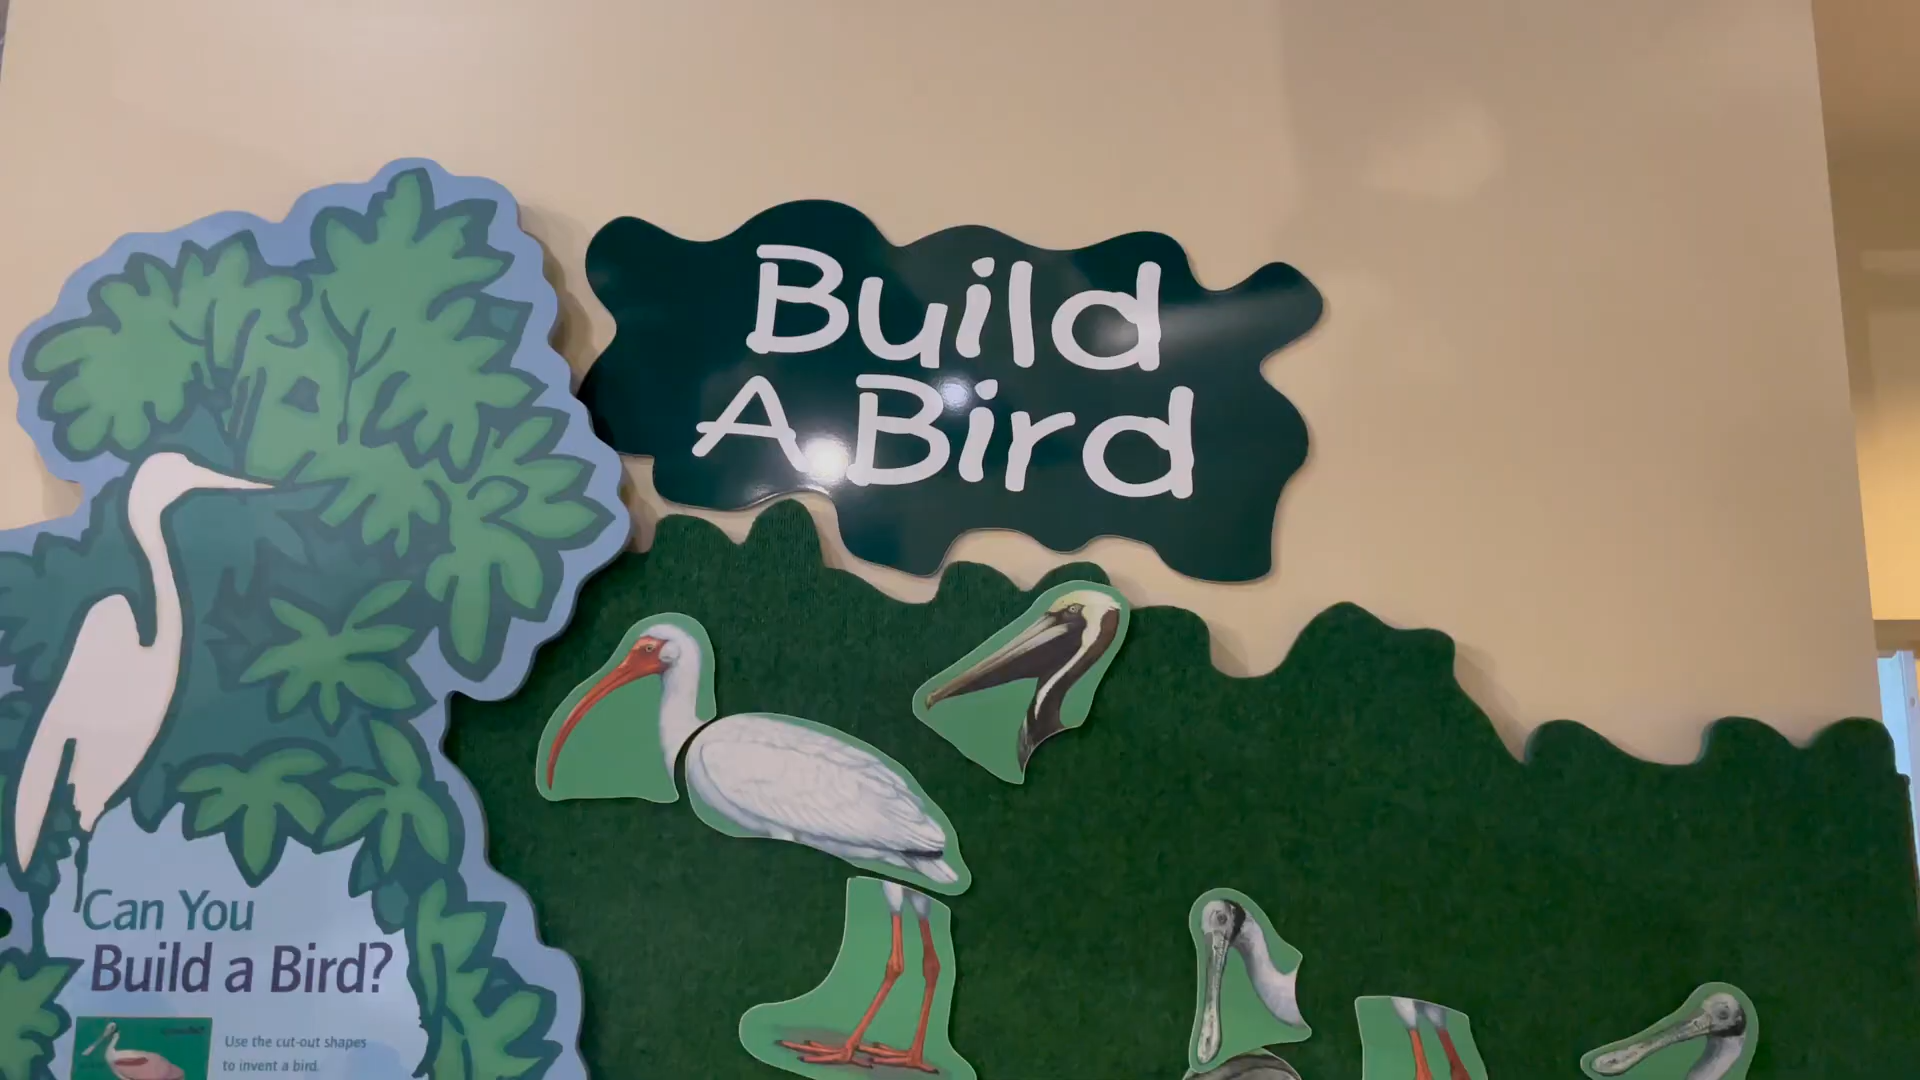 Build
A Bird
Can You
Build a Bird?
Use the cut-out shapes
to invent a bird.